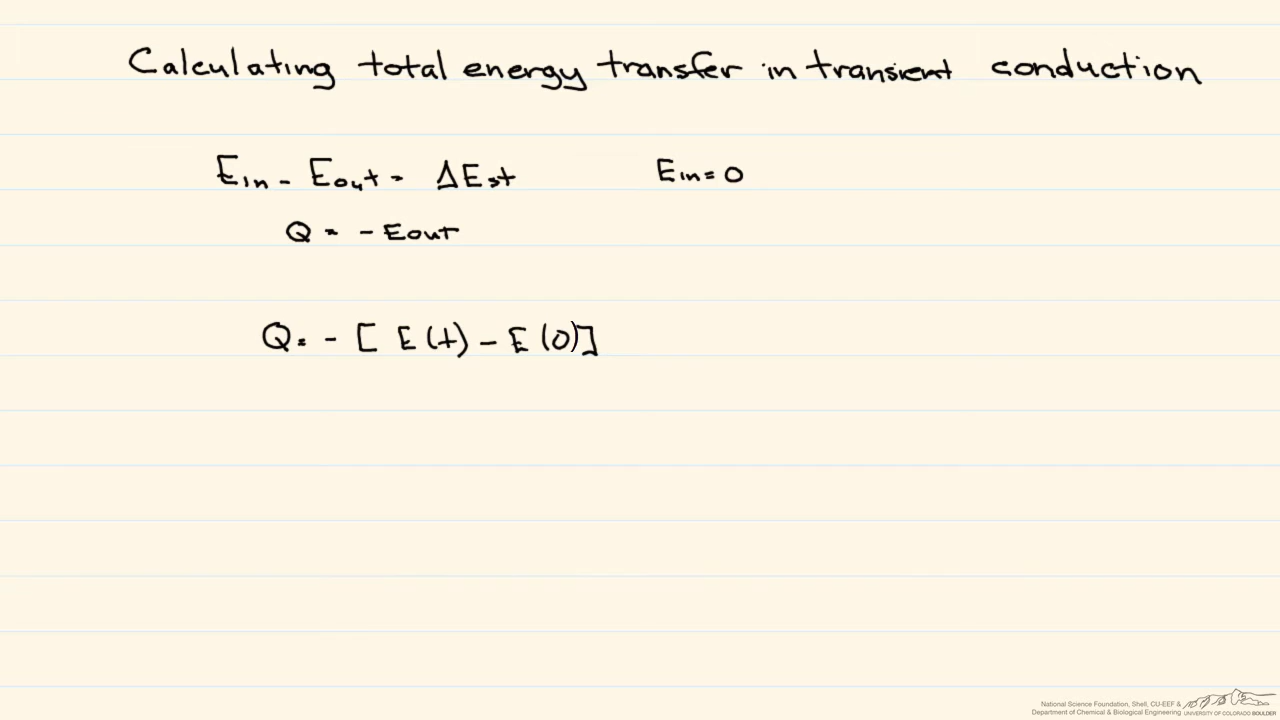 Calculating total energy transfer in transient conduction
Ein - Eout = ΔEst
Ein = 0
Q = - Eout
Q = - [ E(t) - E(0)]
National Science Foundation, Shell, CU-EEF &
Department of Chemical & Biological Engineering
UNIVERSITY OF COLORADO BOULDER